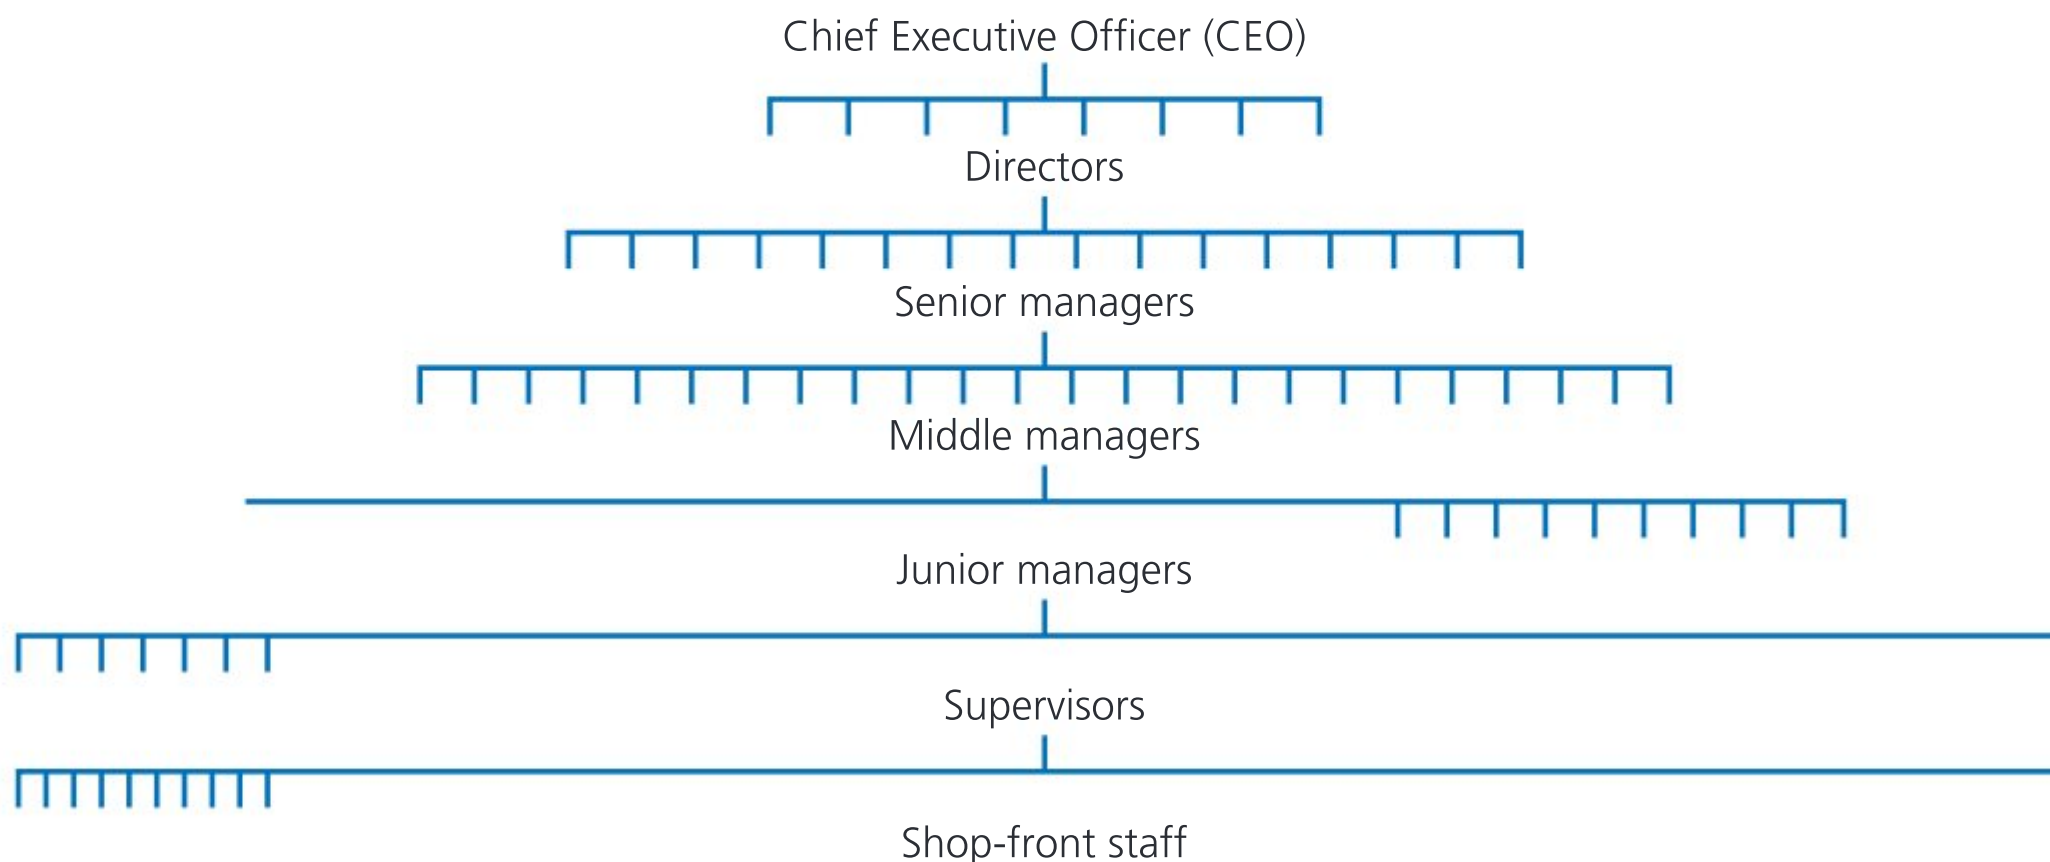 Chief Executive Officer (CEO)
Directors
Senior managers
Middle managers
Junior managers
Supervisors
Shop-front staff